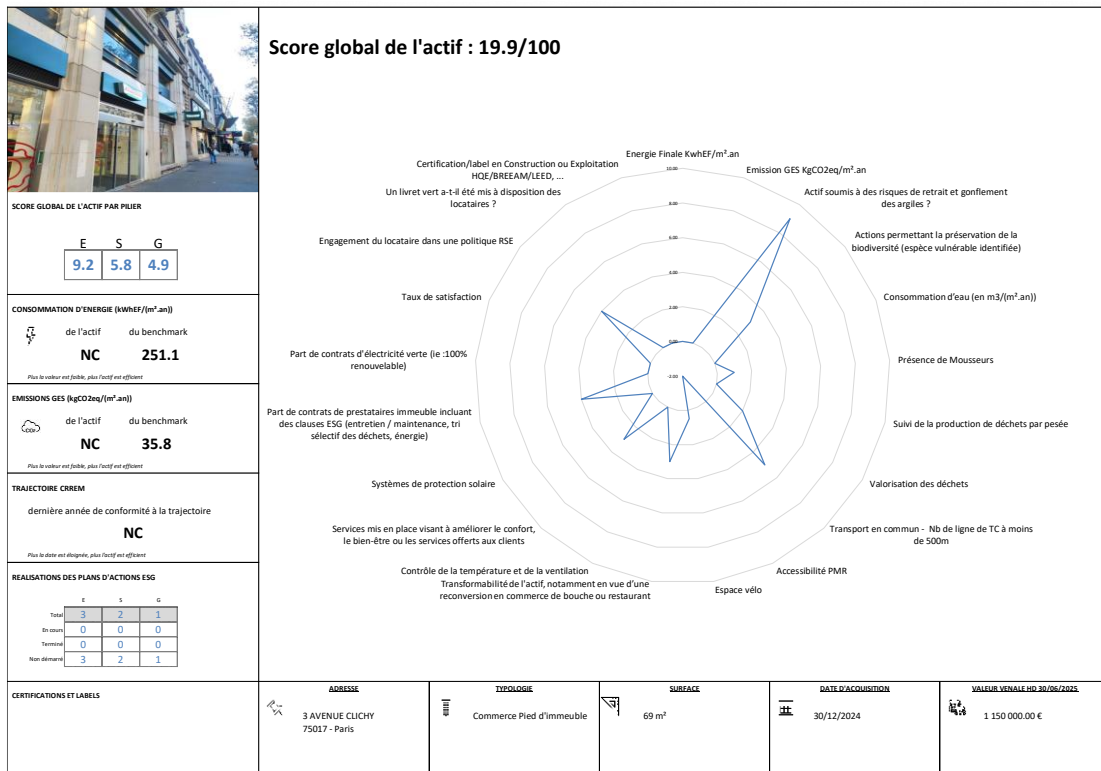 Score global de l'actif : 19.9/100
SCORE GLOBAL DE L'ACTIF PAR PILIER
E S G
9.2 5.8 4.9
CONSOMMATION D'ENERGIE (kWhEF/(m².an))
de l'actif du benchmark
NC 251.1
Plus la valeur est faible, plus l'actif est efficient
EMISSIONS GES (kgCO2eq/(m².an))
de l'actif du benchmark
CO₂
NC 35.8
Plus la valeur est faible, plus l'actif est efficient
TRAJECTOIRE CRREM
dernière année de conformité à la trajectoire
NC
Plus la date est éloignée, plus l'actif est efficient
REALISATIONS DES PLANS D'ACTIONS ESG
E S G
Total 3 2 1
En cours 0 0 0
Terminé 0 0 0
Non démarré 3 2 1
CERTIFICATIONS ET LABELS
Energie Finale KwhEF/m².an
Emission GES KgCO2eq/m².an
Actif soumis à des risques de retrait et gonflement
des argiles ?
Actions permettant la préservation de la
biodiversité (espèce vulnérable identifiée)
Consommation d'eau (en m3/(m².an))
Présence de Mousseurs
Suivi de la production de déchets par pesée
Valorisation des déchets
Transport en commun - Nb de ligne de TC à moins
de 500m
Accessibilité PMR
Espace vélo
Transformabilité de l'actif, notamment en vue d'une
reconversion en commerce de bouche ou restaurant
Contrôle de la température et de la ventilation
Services mis en place visant à améliorer le confort,
le bien-être ou les services offerts aux clients
Systèmes de protection solaire
Part de contrats de prestataires immeuble incluant
des clauses ESG (entretien / maintenance, tri
sélectif des déchets, énergie)
Part de contrats d'électricité verte (ie :100%
renouvelable)
Taux de satisfaction
Engagement du locataire dans une politique RSE
Un livret vert a-t-il été mis à disposition des
locataires ?
Certification/label en Construction ou Exploitation
HQE/BREEAM/LEED, ...
10.00
8.00
6.00
4.00
2.00
0.00
-2.00
ADRESSE
3 AVENUE CLICHY
75017 - Paris
TYPOLOGIE
Commerce Pied d'immeuble
SURFACE
69 m²
DATE D'ACQUISITION
30/12/2024
VALEUR VENALE HD 30/06/2025
1 150 000.00 €